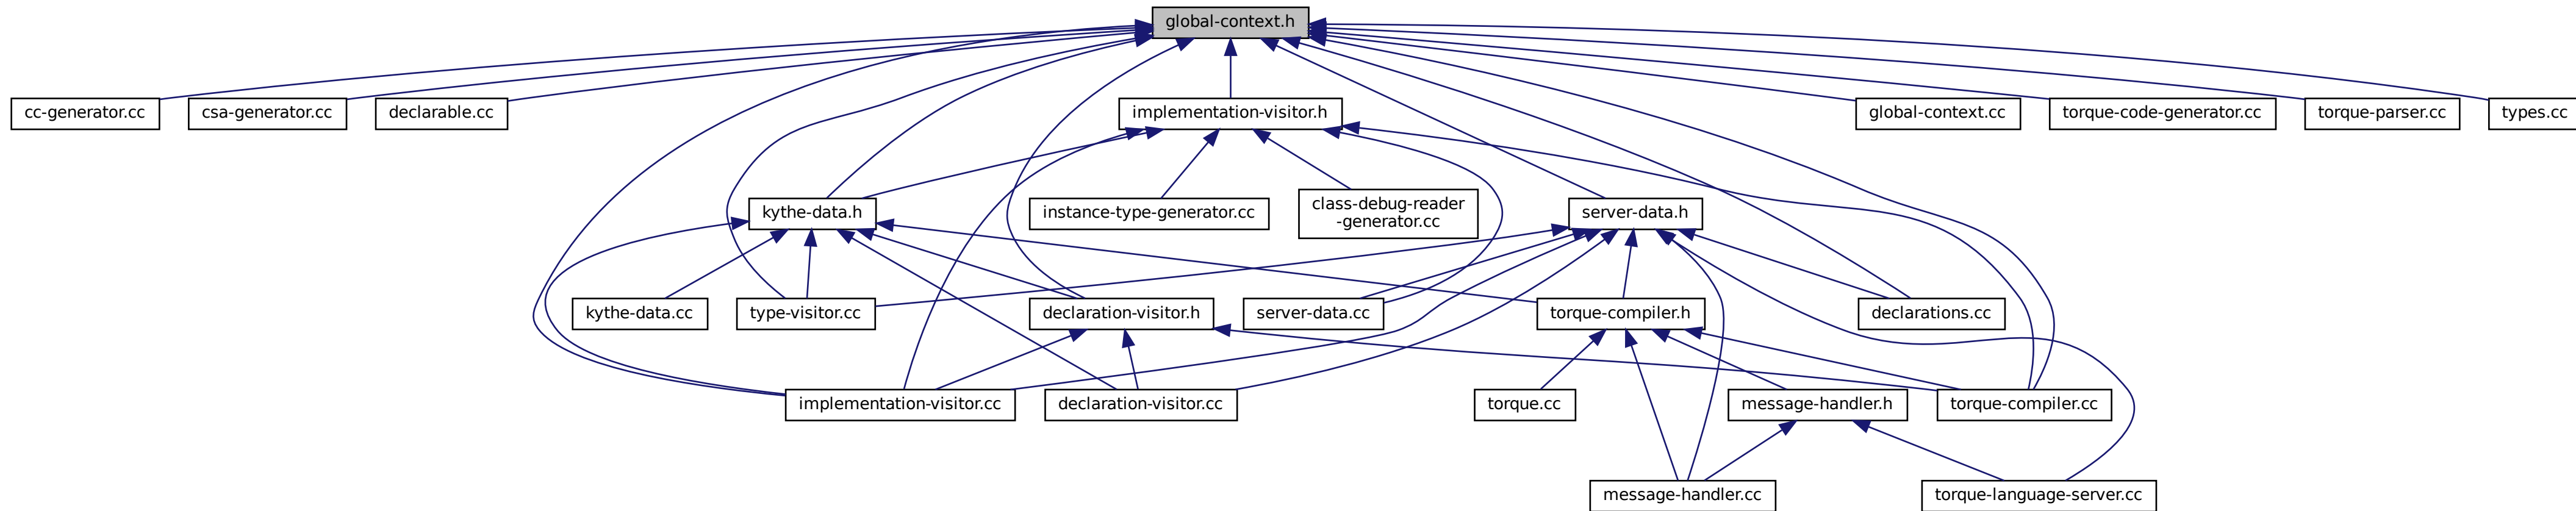 global-context.h
cc-generator.cc
csa-generator.cc
declarable.cc
implementation-visitor.h
global-context.cc
torque-code-generator.cc
torque-parser.cc
types.cc
kythe-data.h
instance-type-generator.cc
class-debug-reader
-generator.cc
server-data.h
kythe-data.cc
type-visitor.cc
declaration-visitor.h
server-data.cc
torque-compiler.h
declarations.cc
implementation-visitor.cc
declaration-visitor.cc
torque.cc
message-handler.h
torque-compiler.cc
message-handler.cc
torque-language-server.cc